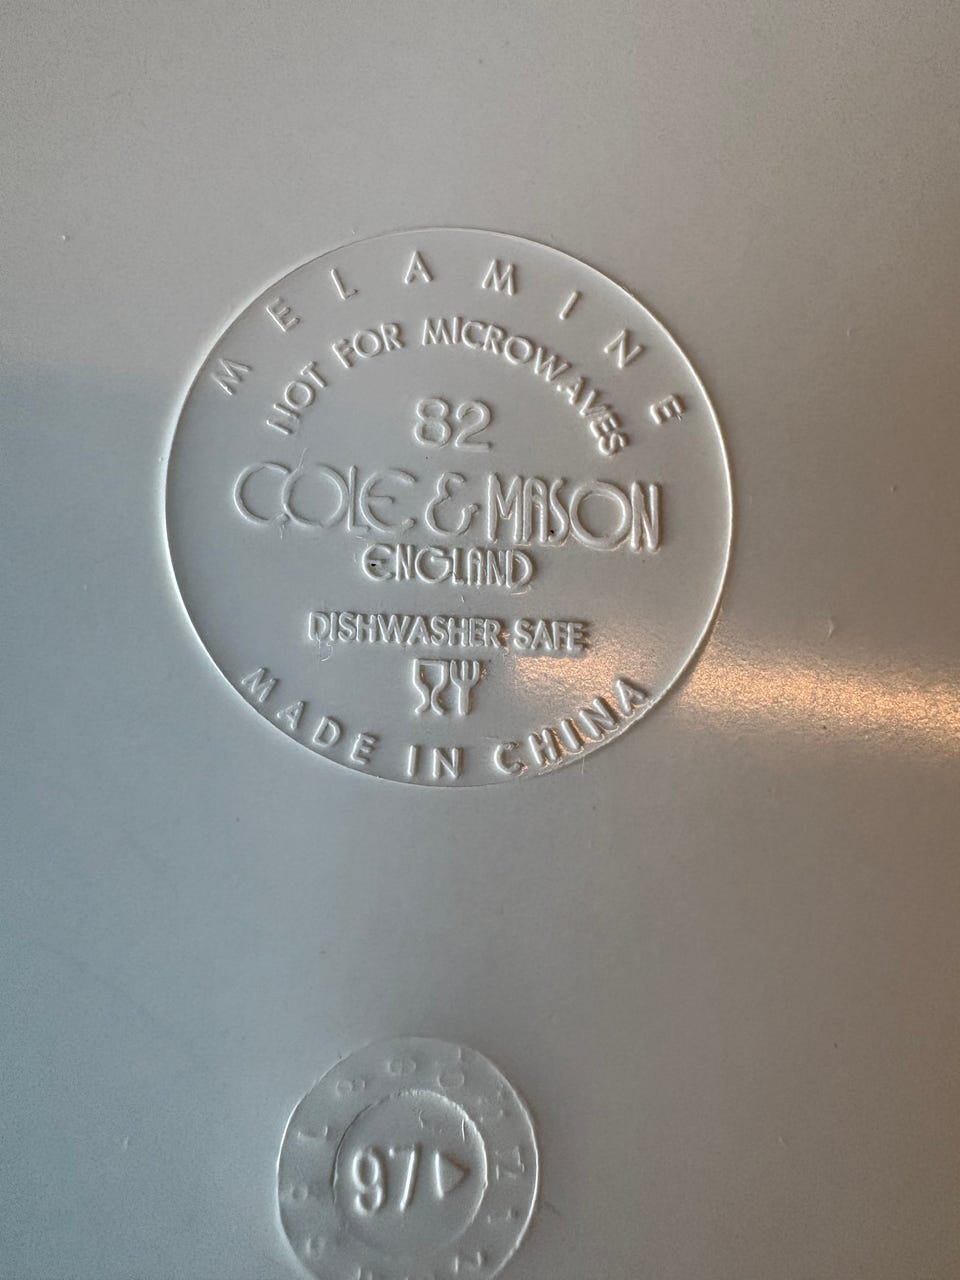 MELAMINE
NOT FOR MICROWAVES
82
COLE & MASON
ENGLAND
DISHWASHER SAFE
MADE IN CHINA
97